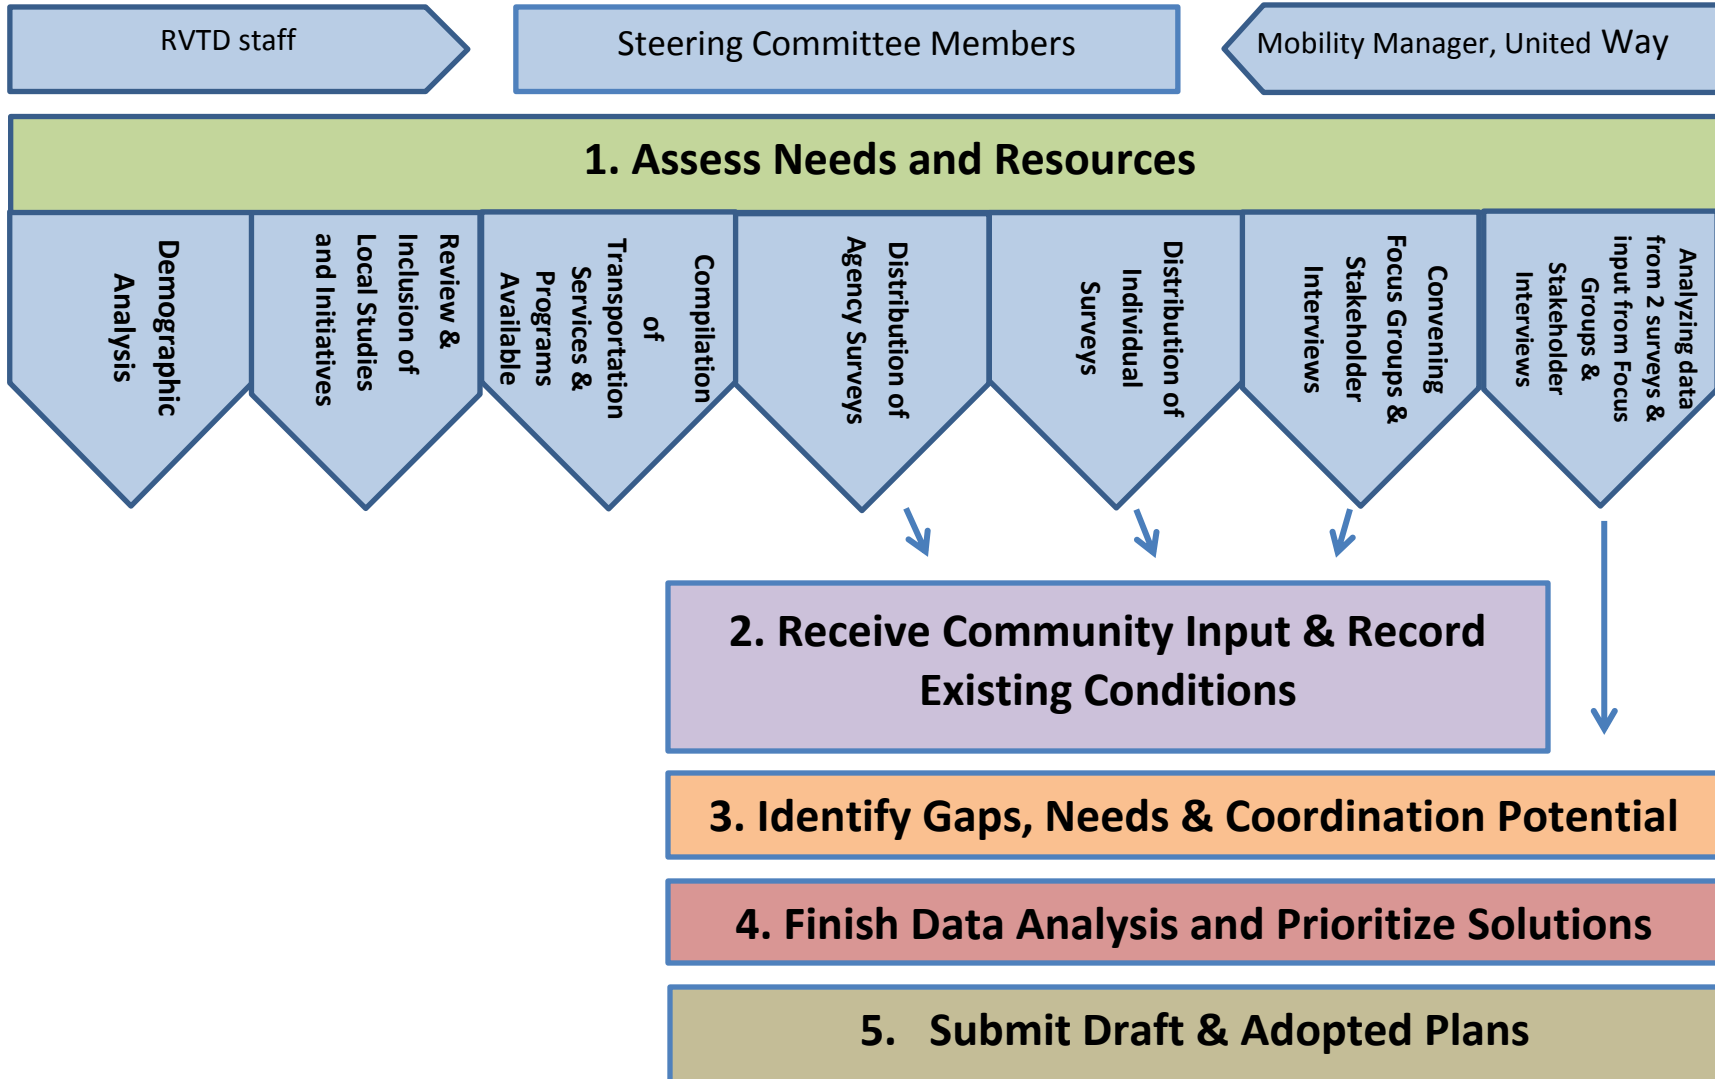 RVTD staff
Steering Committee Members
Mobility Manager, United Way
1. Assess Needs and Resources
Demographic
Analysis
Review &
Inclusion of
Local Studies
and Initiatives
Compilation
of
Transportation
Services &
Programs
Available
Distribution of
Agency Surveys
Distribution of
Individual
Surveys
Convening
Focus Groups &
Stakeholder
Interviews
Analyzing data
from 2 surveys &
input from Focus
Groups &
Stakeholder
Interviews
2. Receive Community Input & Record
Existing Conditions
3. Identify Gaps, Needs & Coordination Potential
4. Finish Data Analysis and Prioritize Solutions
5. Submit Draft & Adopted Plans